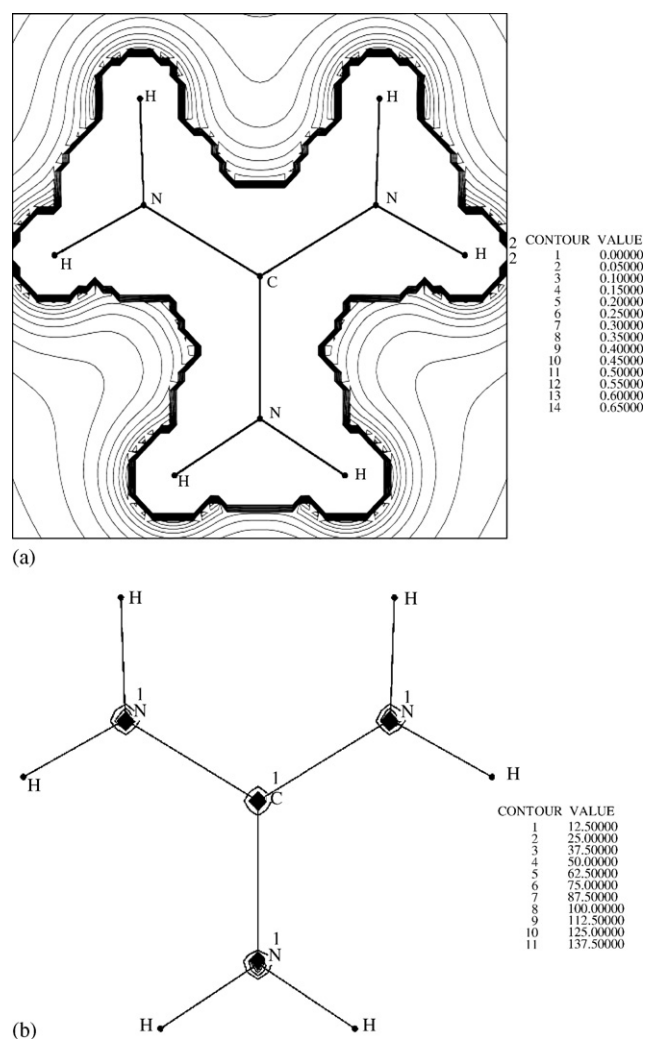 H
H
N
N
H
H
C
N
H
H
2
2
CONTOUR VALUE
1 0.00000
2 0.05000
3 0.10000
4 0.15000
5 0.20000
6 0.25000
7 0.30000
8 0.35000
9 0.40000
10 0.45000
11 0.50000
12 0.55000
13 0.60000
14 0.65000
(a)
H
H
1
N
1
N
H
H
1
C
1
N
H
H
CONTOUR VALUE
1 12.50000
2 25.00000
3 37.50000
4 50.00000
5 62.50000
6 75.00000
7 87.50000
8 100.00000
9 112.50000
10 125.00000
11 137.50000
(b)